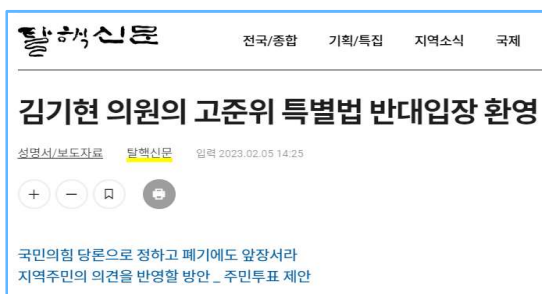 탈핵신문
전국/종합 기획/특집 지역소식 국제
김기현 의원의 고준위 특별법 반대입장 환영
성명서/보도자료 탈핵신문 입력 2023.02.05 14:25
국민의힘 당론으로 정하고 폐기에도 앞장서라
지역주민의 의견을 반영할 방안 _ 주민투표 제안